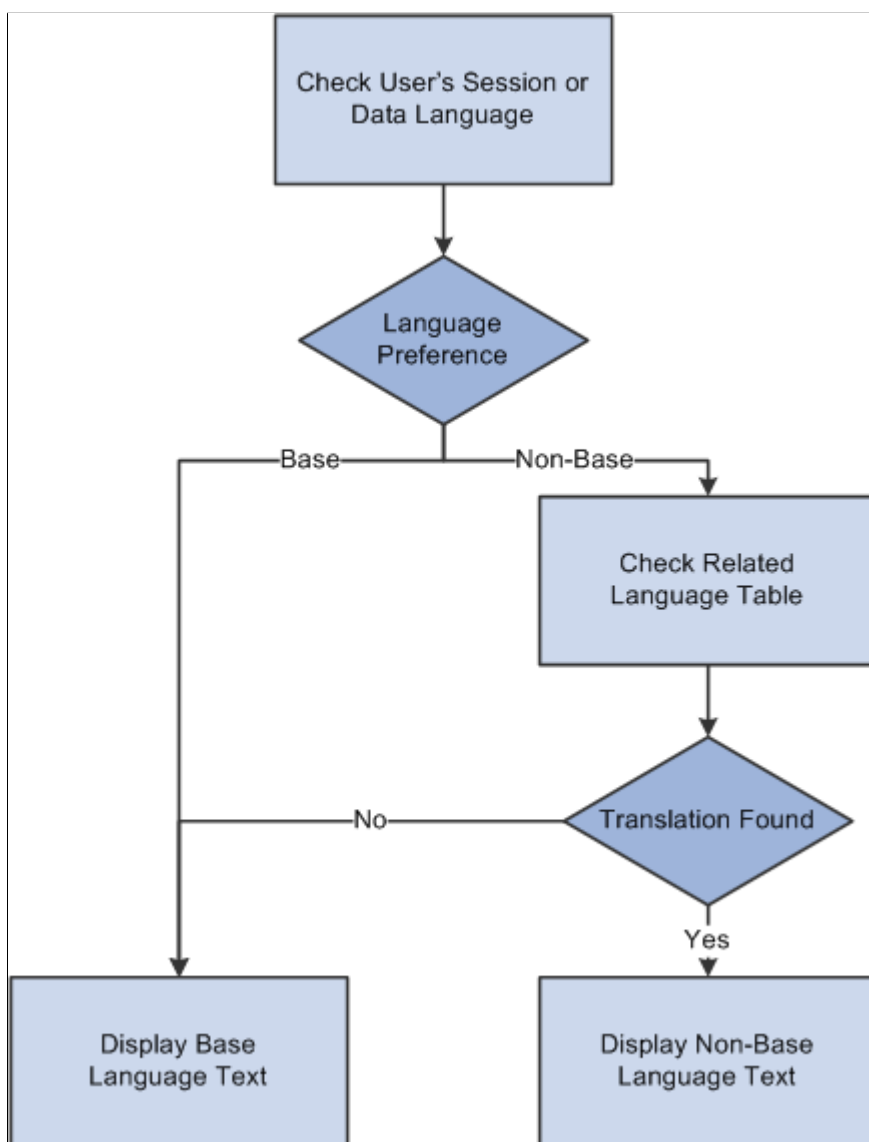 Check User's Session or
Data Language
Language
Preference
Base
Non-Base
Check Related
Language Table
No
Translation Found
Yes
Display Base
Language Text
Display Non-Base
Language Text